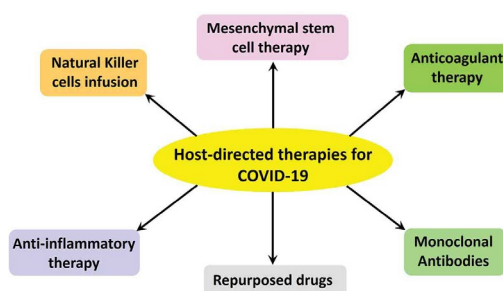 Mesenchymal stem
cell therapy
Natural Killer
cells infusion
Anticoagulant
therapy
Host-directed therapies for
COVID-19
Anti-inflammatory
therapy
Monoclonal
Antibodies
Repurposed drugs